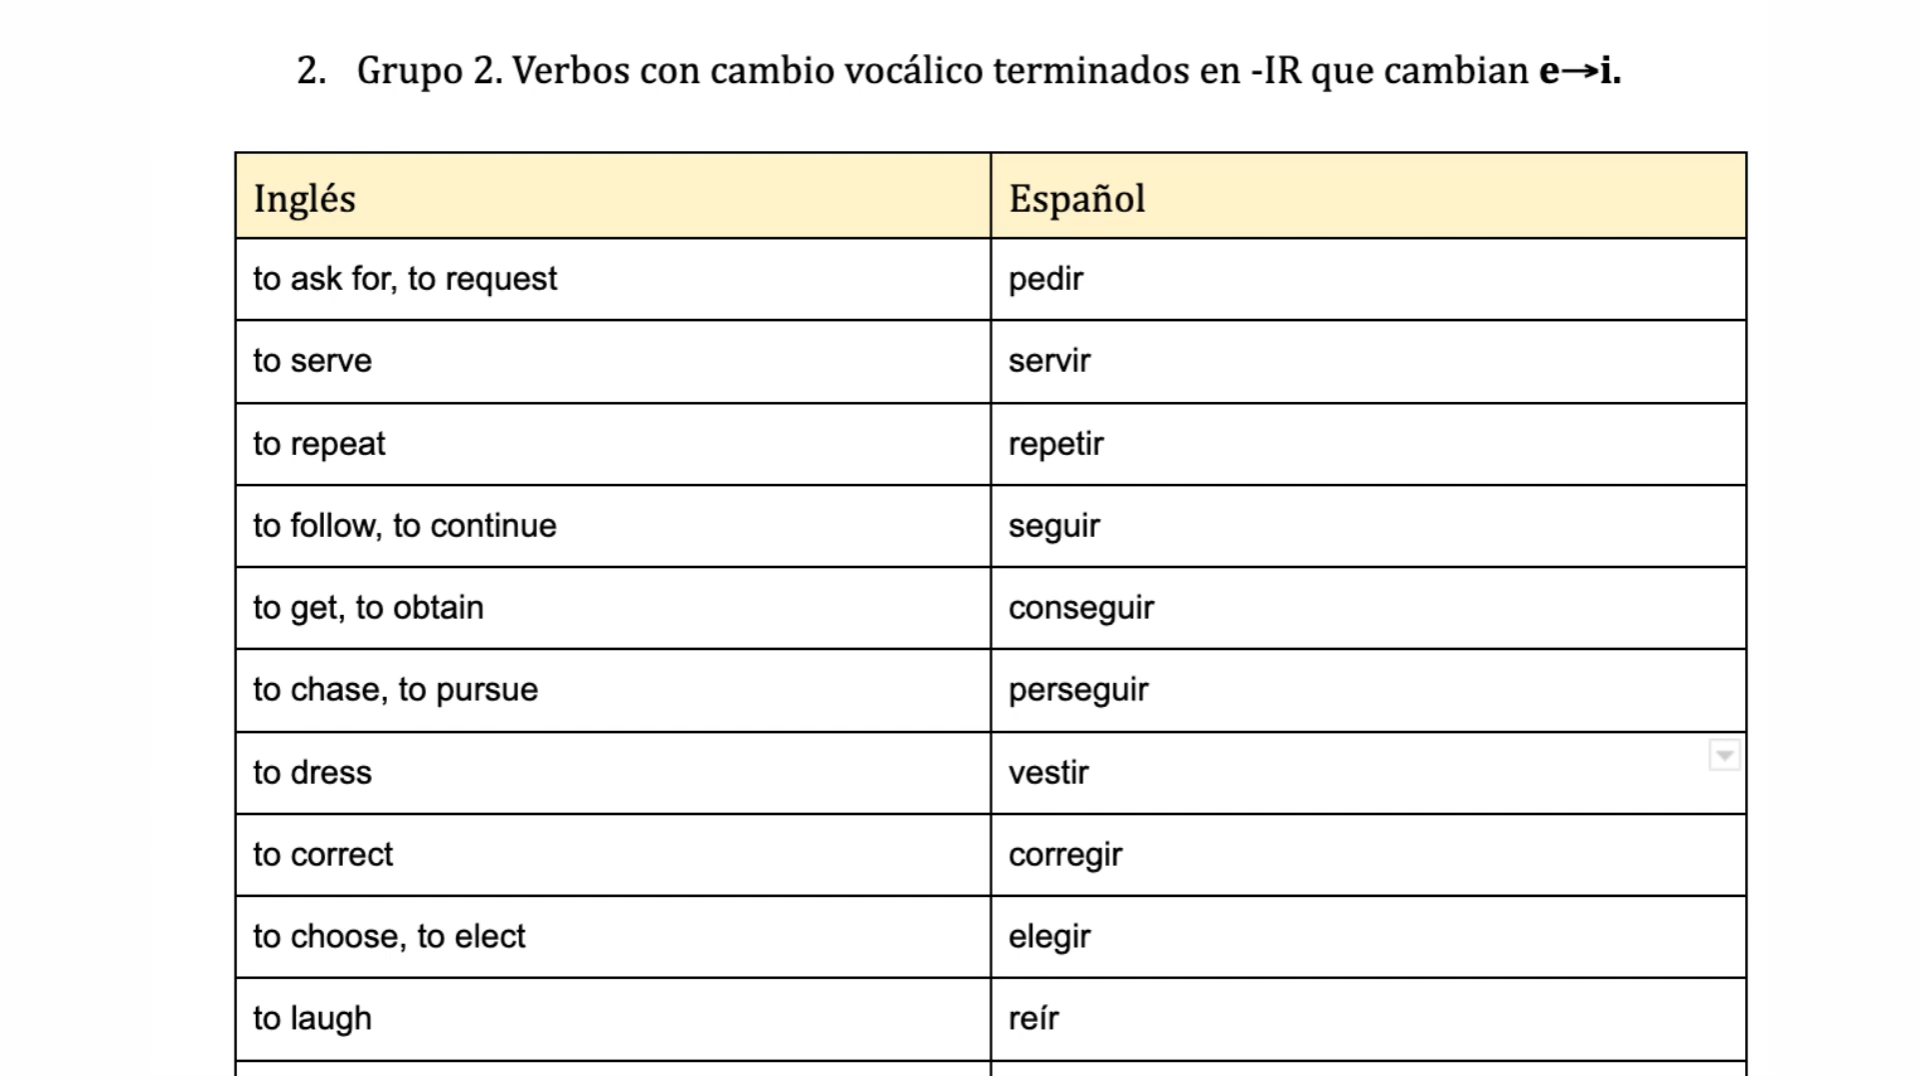 2. Grupo 2. Verbos con cambio vocálico terminados en -IR que cambian e→i.
Inglés Español
to ask for, to request pedir
to serve servir
to repeat repetir
to follow, to continue seguir
to get, to obtain conseguir
to chase, to pursue perseguir
to dress vestir
to correct corregir
to choose, to elect elegir
to laugh reír